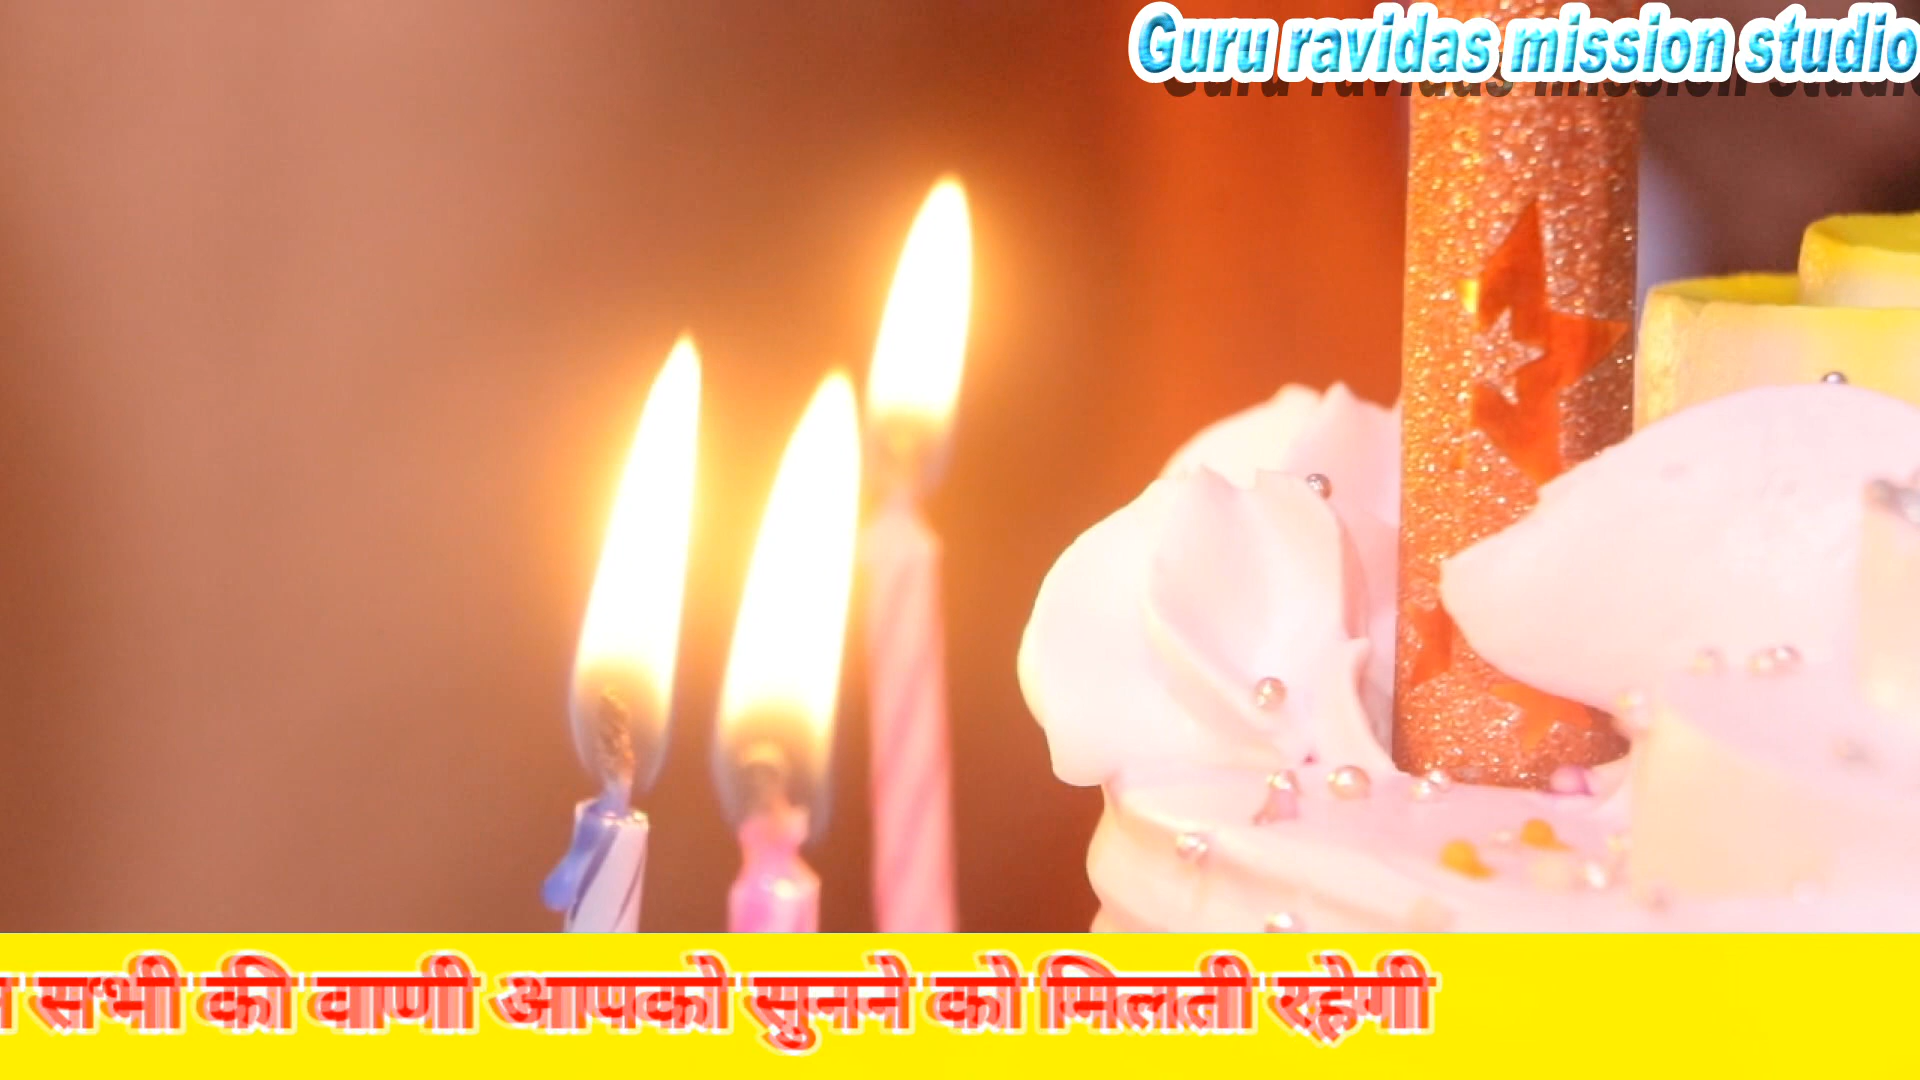 Guru ravidas mission studio
सभी की वाणी आपको सुनने को मिलती रहेगी